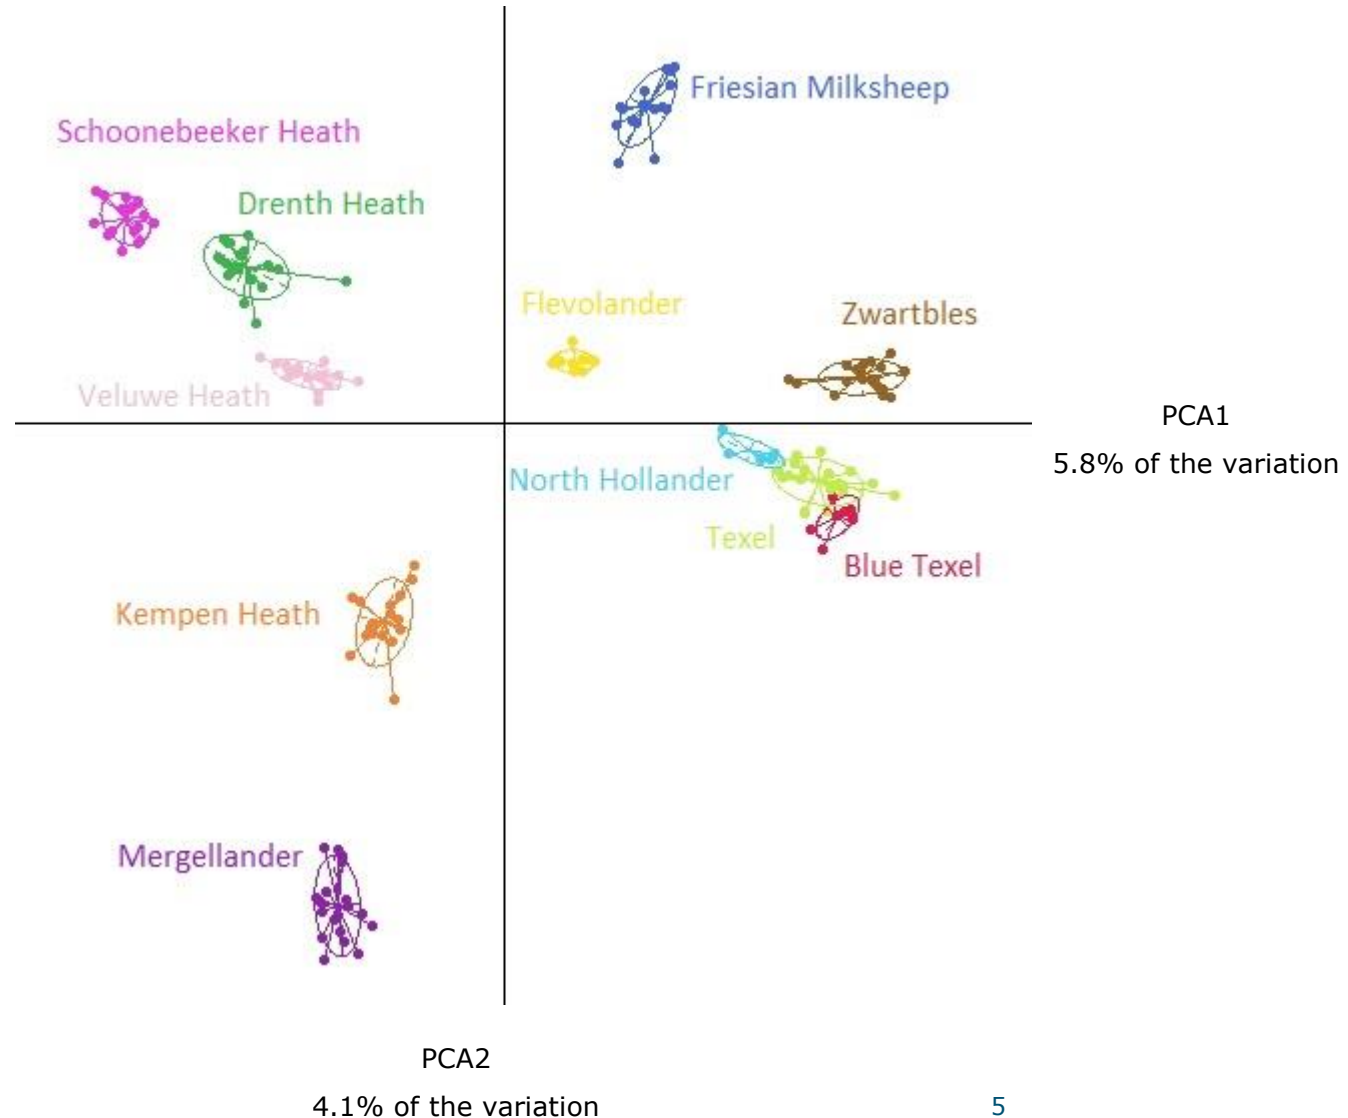 Friesian Milksheep
Schoonebeeker Heath
Drenth Heath
Flevolander
Zwartbles
Veluwe Heath
PCA1
5.8% of the variation
North Hollander
Texel
Blue Texel
Kempen Heath
Mergellander
PCA2
4.1% of the variation
5